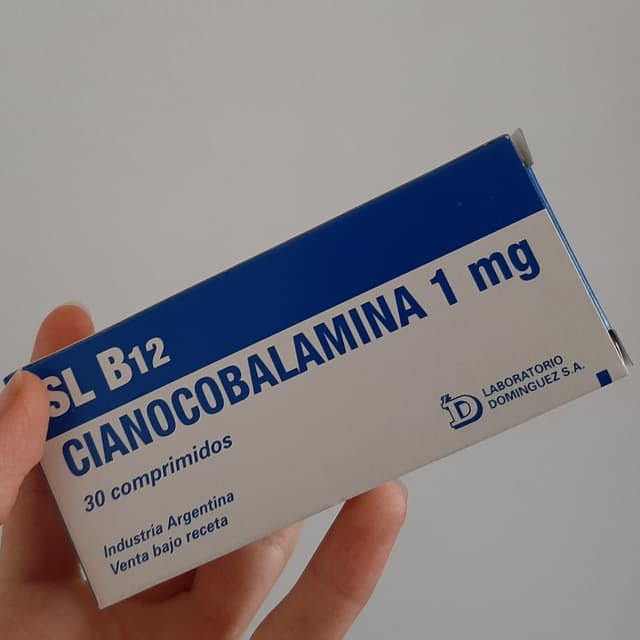 SL B12
CIANOCOBALAMINA 1 mg
30 comprimidos
Industria Argentina
Venta bajo receta
LABORATORIO
DOMINGUEZ S.A.